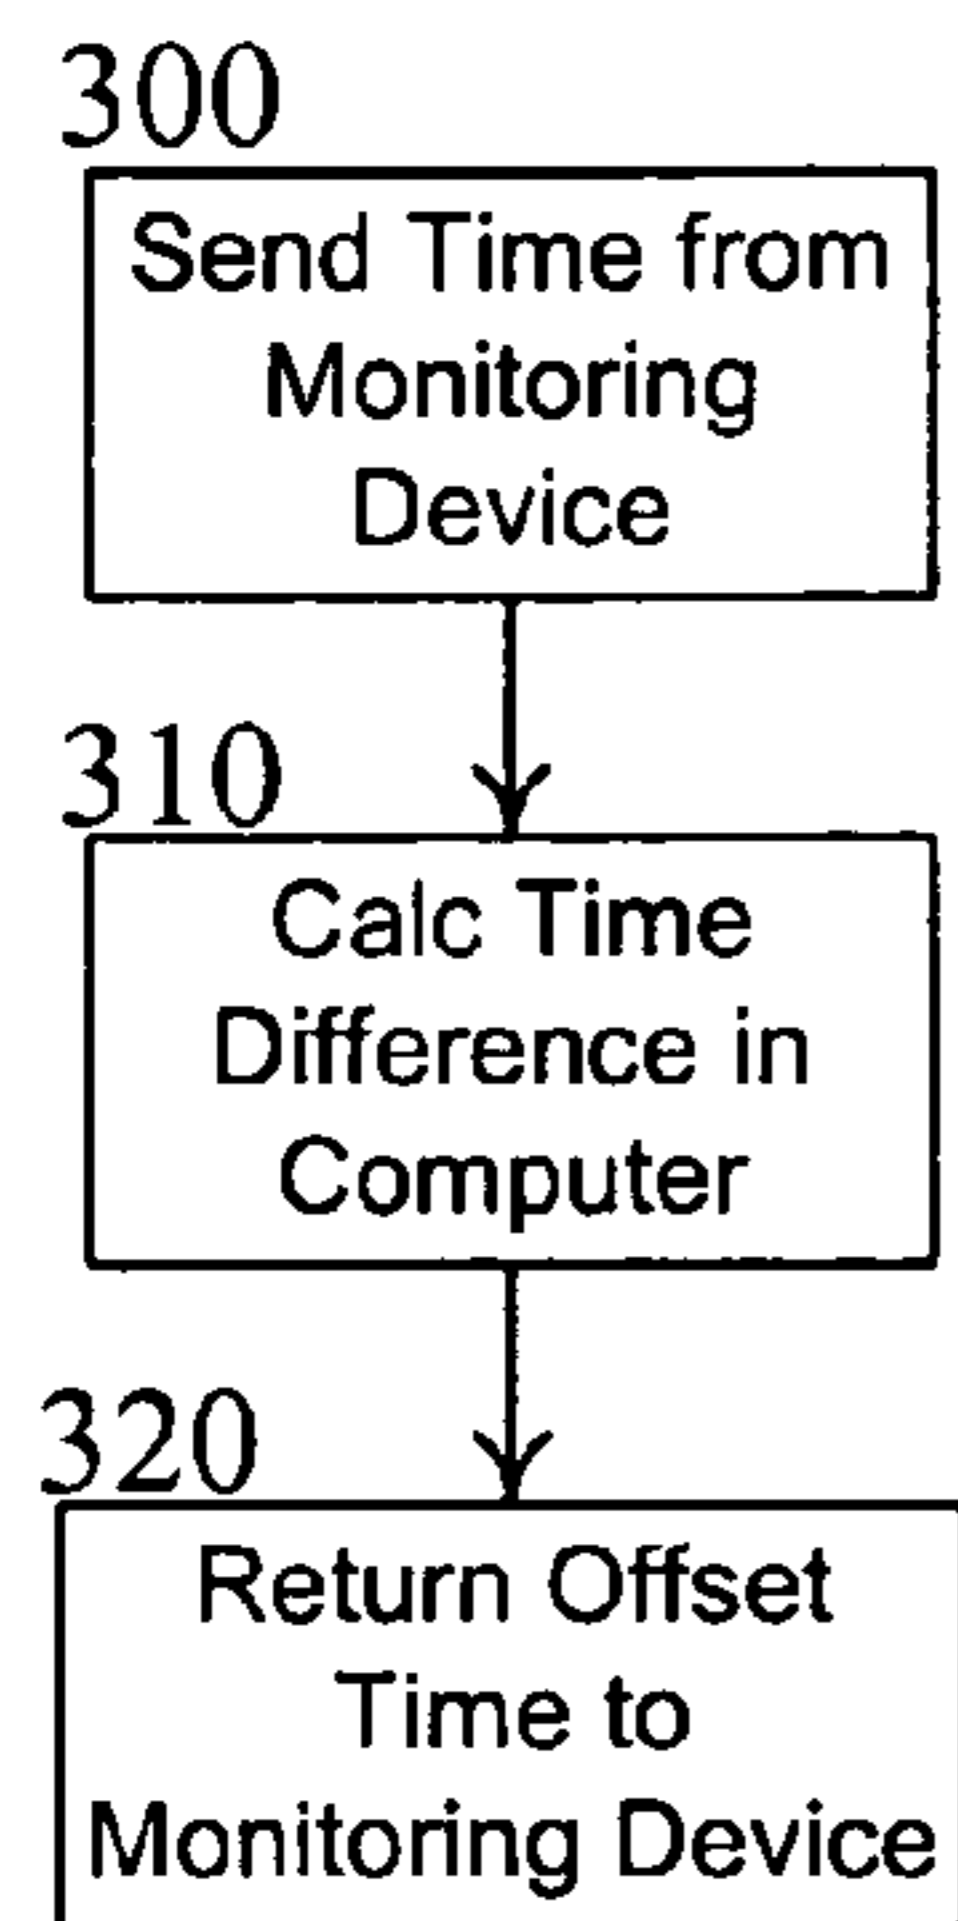 300
Send Time from
Monitoring
Device
310
Calc Time
Difference in
Computer
320
Return Offset
Time to
Monitoring Device